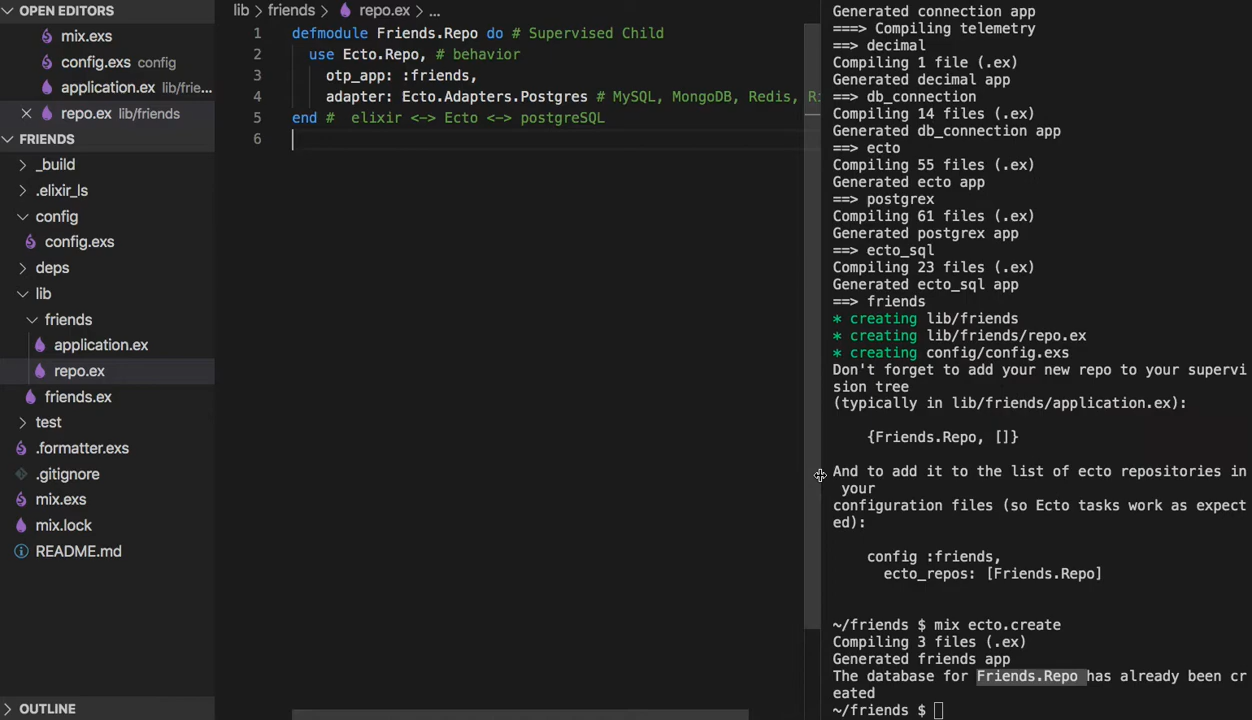 OPEN EDITORS
mix.exs
config.exs config
application.ex lib/frie...
repo.ex lib/friends
FRIENDS
_build
.elixir_ls
config
config.exs
deps
lib
friends
application.ex
repo.ex
friends.ex
test
.formatter.exs
.gitignore
mix.exs
mix.lock
README.md
OUTLINE
lib > friends > repo.ex > ...
1 defmodule Friends.Repo do # Supervised Child
2 use Ecto.Repo, # behavior
3 otp_app: :friends,
4 adapter: Ecto.Adapters.Postgres # MySQL, MongoDB, Redis, Ri
5 end # elixir <-> Ecto <-> postgreSQL
6
Generated connection app
===> Compiling telemetry
==> decimal
Compiling 1 file (.ex)
Generated decimal app
==> db_connection
Compiling 14 files (.ex)
Generated db_connection app
==> ecto
Compiling 55 files (.ex)
Generated ecto app
==> postgrex
Compiling 61 files (.ex)
Generated postgrex app
==> ecto_sql
Compiling 23 files (.ex)
Generated ecto_sql app
==> friends
* creating lib/friends
* creating lib/friends/repo.ex
* creating config/config.exs
Don't forget to add your new repo to your supervi
sion tree
(typically in lib/friends/application.ex):
{Friends.Repo, []}
And to add it to the list of ecto repositories in
your
configuration files (so Ecto tasks work as expect
ed):
config :friends,
ecto_repos: [Friends.Repo]
~/friends $ mix ecto.create
Compiling 3 files (.ex)
Generated friends app
The database for Friends.Repo has already been cr
eated
~/friends $